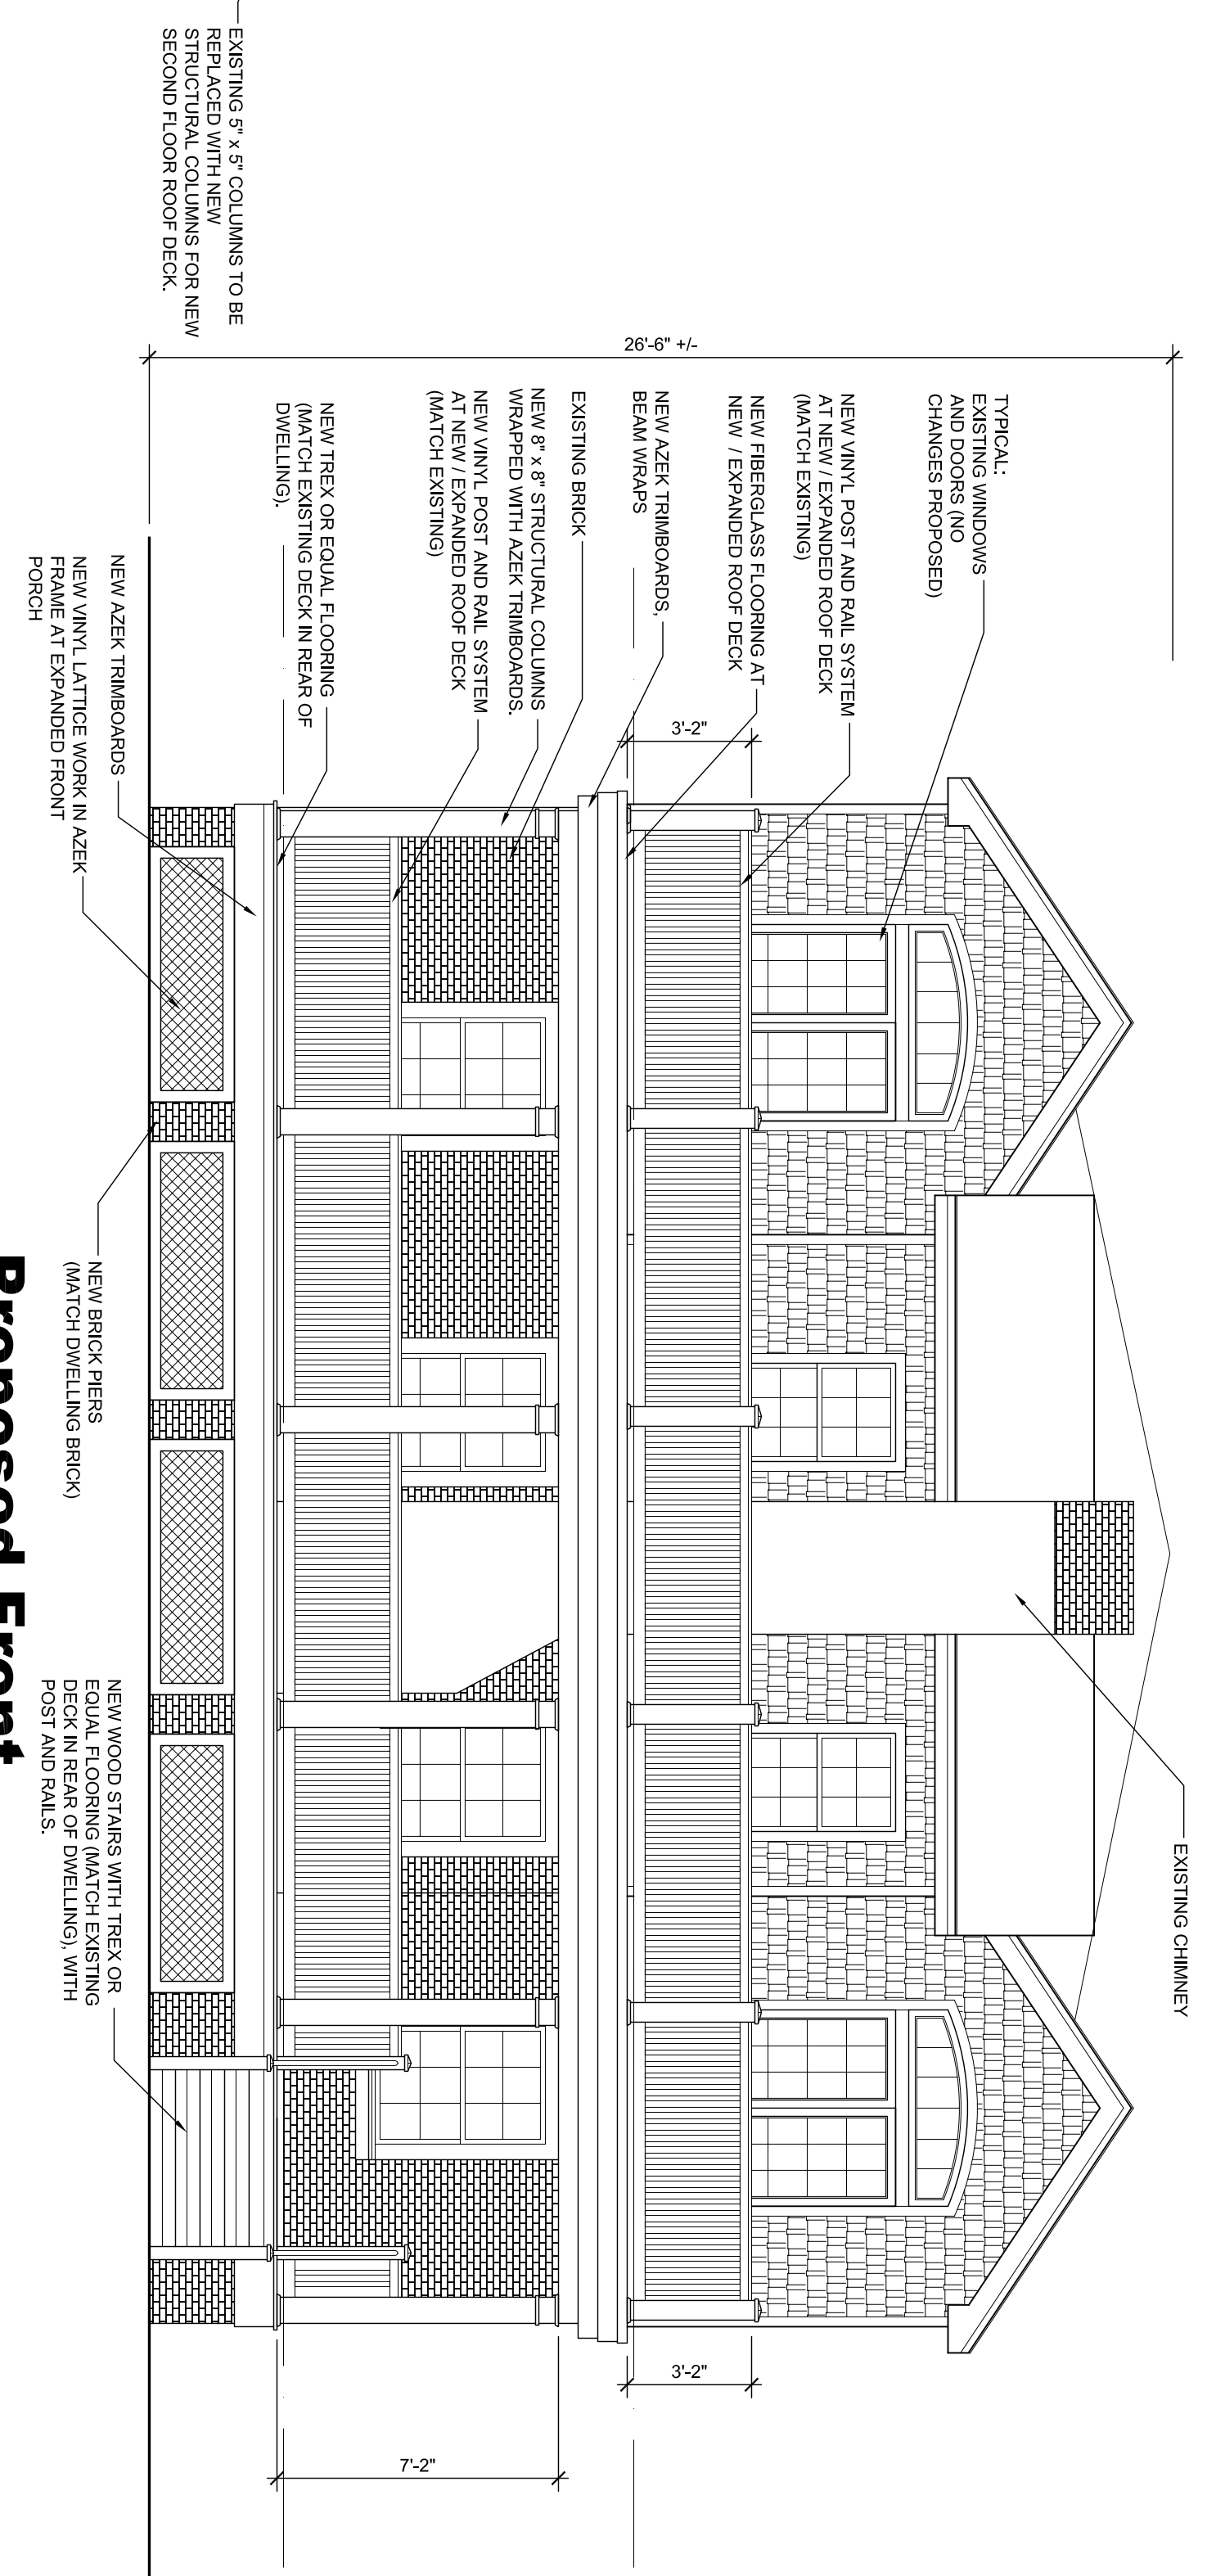 EXISTING CHIMNEY
TYPICAL:
EXISTING WINDOWS
AND DOORS (NO
CHANGES PROPOSED)
NEW VINYL POST AND RAIL SYSTEM
AT NEW / EXPANDED ROOF DECK
(MATCH EXISTING)
NEW FIBERGLASS FLOORING AT
NEW / EXPANDED ROOF DECK
NEW AZEK TRIMBOARDS,
BEAM WRAPS
EXISTING BRICK
NEW 8" x 8" STRUCTURAL COLUMNS
WRAPPED WITH AZEK TRIMBOARDS.
NEW VINYL POST AND RAIL SYSTEM
AT NEW / EXPANDED ROOF DECK
(MATCH EXISTING)
NEW TREX OR EQUAL FLOORING
(MATCH EXISTING DECK IN REAR OF
DWELLING).
26'-6" +/-
3'-2"
3'-2"
7'-2"
EXISTING 5" x 5" COLUMNS TO BE
REPLACED WITH NEW
STRUCTURAL COLUMNS FOR NEW
SECOND FLOOR ROOF DECK.
NEW AZEK TRIMBOARDS
NEW VINYL LATTICE WORK IN AZEK
FRAME AT EXPANDED FRONT
PORCH
NEW BRICK PIERS
(MATCH DWELLING BRICK)
NEW WOOD STAIRS WITH TREX OR
EQUAL FLOORING (MATCH EXISTING
DECK IN REAR OF DWELLING), WITH
POST AND RAILS.
Proposed Front